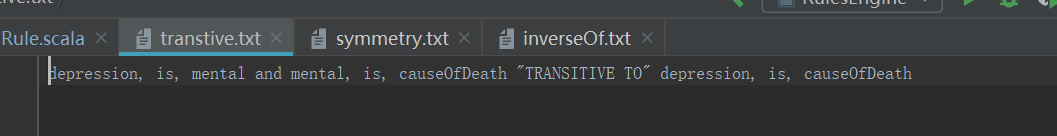 RulesEngine
Rule.scala
transtive.txt
symmetry.txt
inverseOf.txt
depression, is, mental and mental, is, causeOfDeath "TRANSITIVE TO" depression, is, causeOfDeath